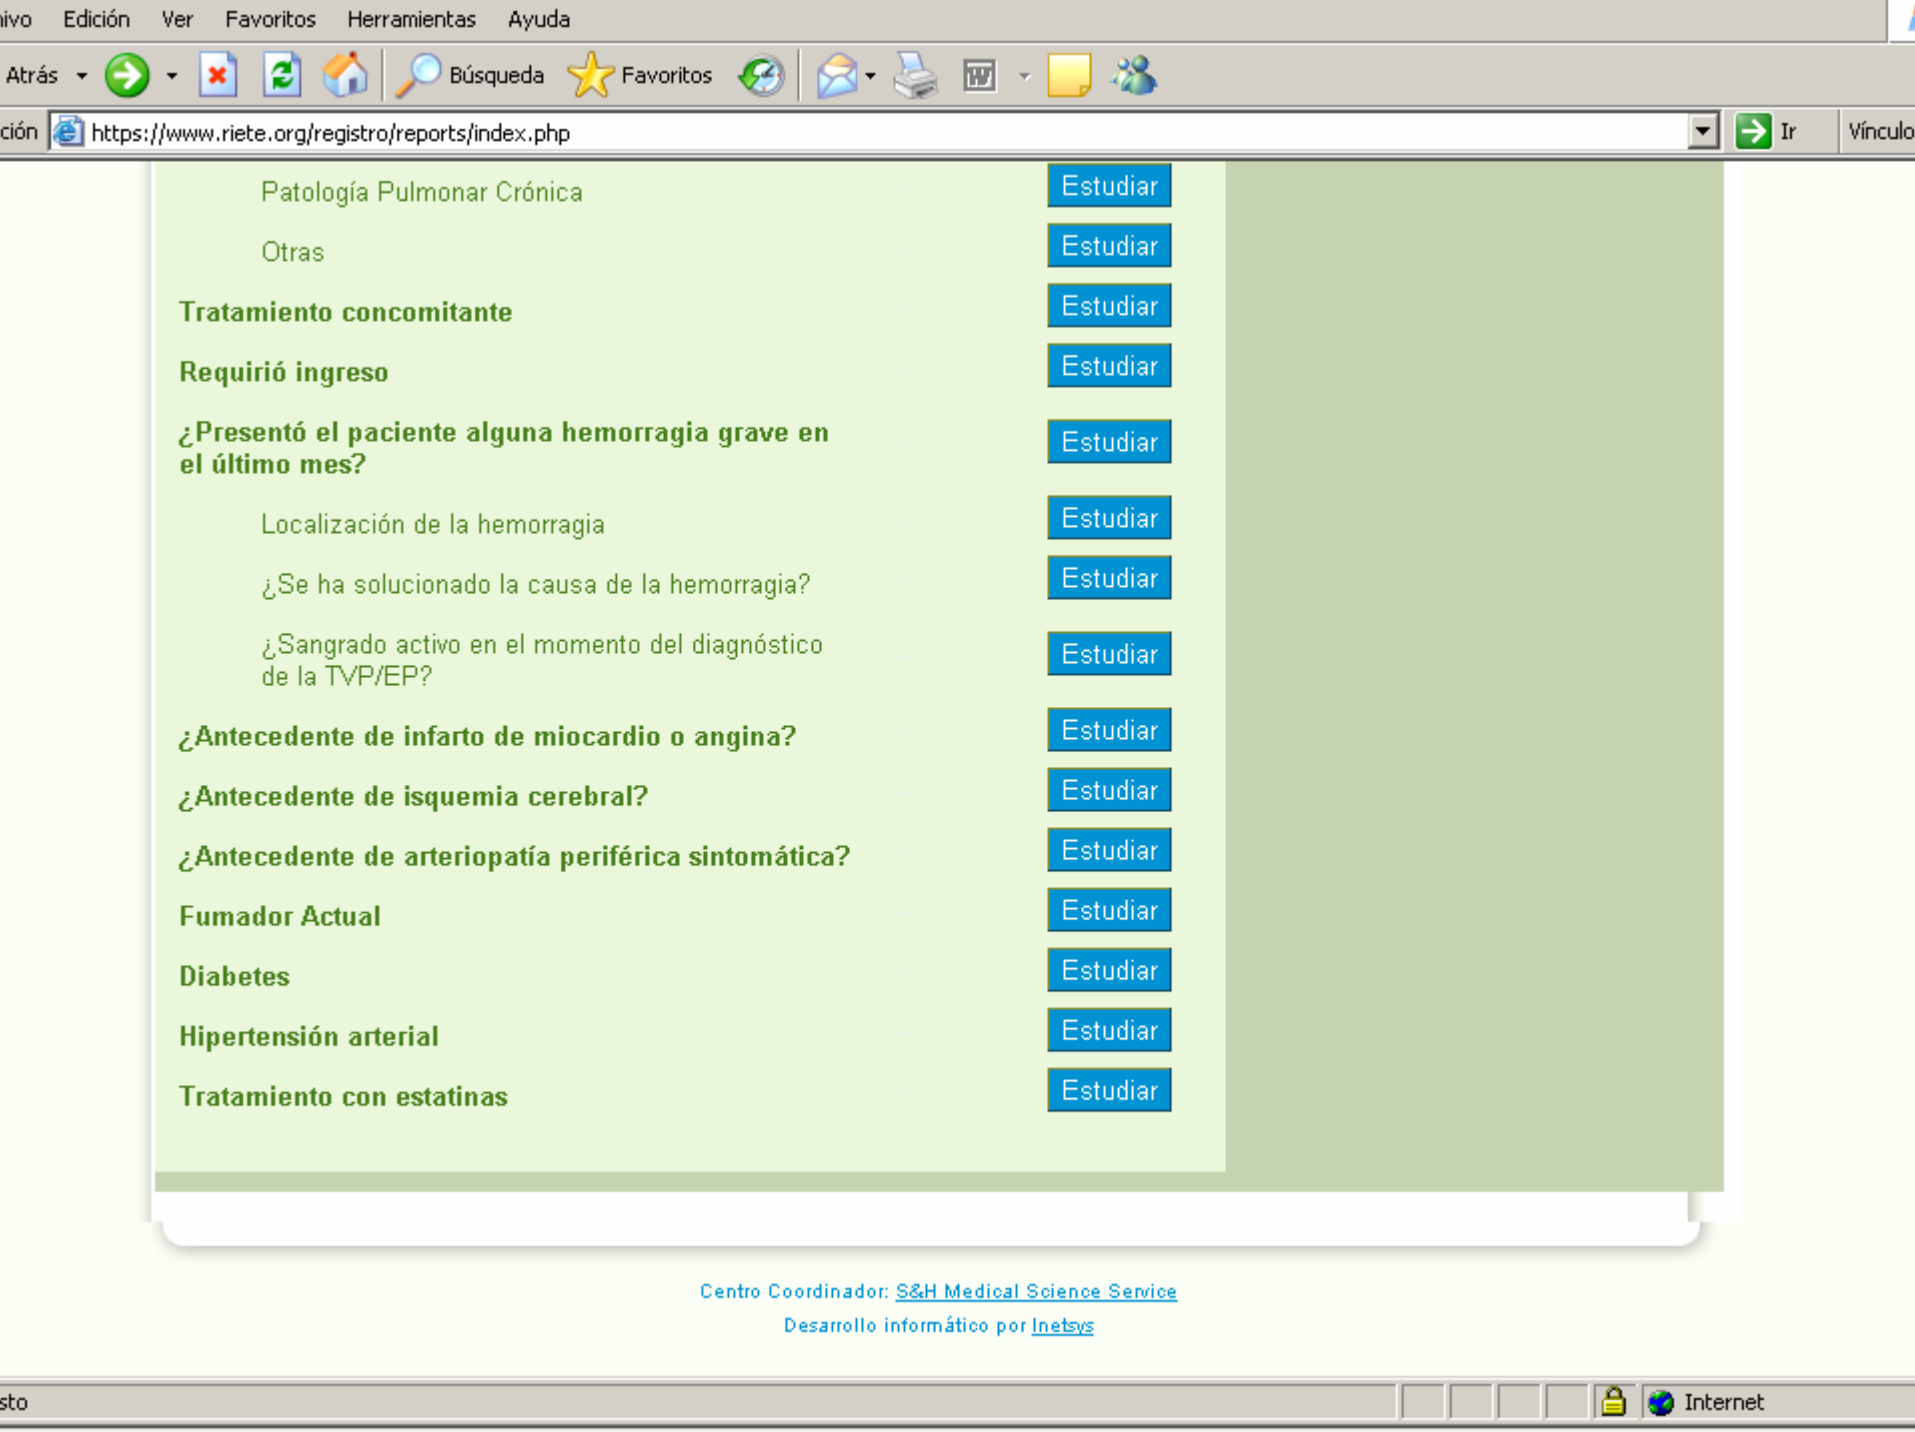 ivo Edición Ver Favoritos Herramientas Ayuda
Atrás Búsqueda Favoritos
ción https://www.riete.org/registro/reports/index.php Ir Vínculo
Patología Pulmonar Crónica Estudiar
Otras Estudiar
Tratamiento concomitante Estudiar
Requirió ingreso Estudiar
¿Presentó el paciente alguna hemorragia grave en
el último mes? Estudiar
Localización de la hemorragia Estudiar
¿Se ha solucionado la causa de la hemorragia? Estudiar
¿Sangrado activo en el momento del diagnóstico
de la TVP/EP? Estudiar
¿Antecedente de infarto de miocardio o angina? Estudiar
¿Antecedente de isquemia cerebral? Estudiar
¿Antecedente de arteriopatía periférica sintomática? Estudiar
Fumador Actual Estudiar
Diabetes Estudiar
Hipertensión arterial Estudiar
Tratamiento con estatinas Estudiar
Centro Coordinador: S&H Medical Science Service
Desarrollo informático por Inetsys
sto Internet